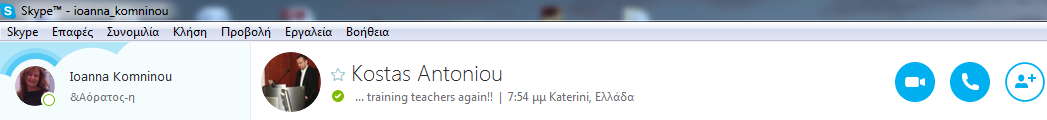 Skype™ - ioanna_komninou
Skype Επαφές Συνομιλία Κλήση Προβολή Εργαλεία Βοήθεια
Ioanna Komninou
&Αόρατος-η
Kostas Antoniou
... training teachers again!! | 7:54 μμ Katerini, Ελλάδα